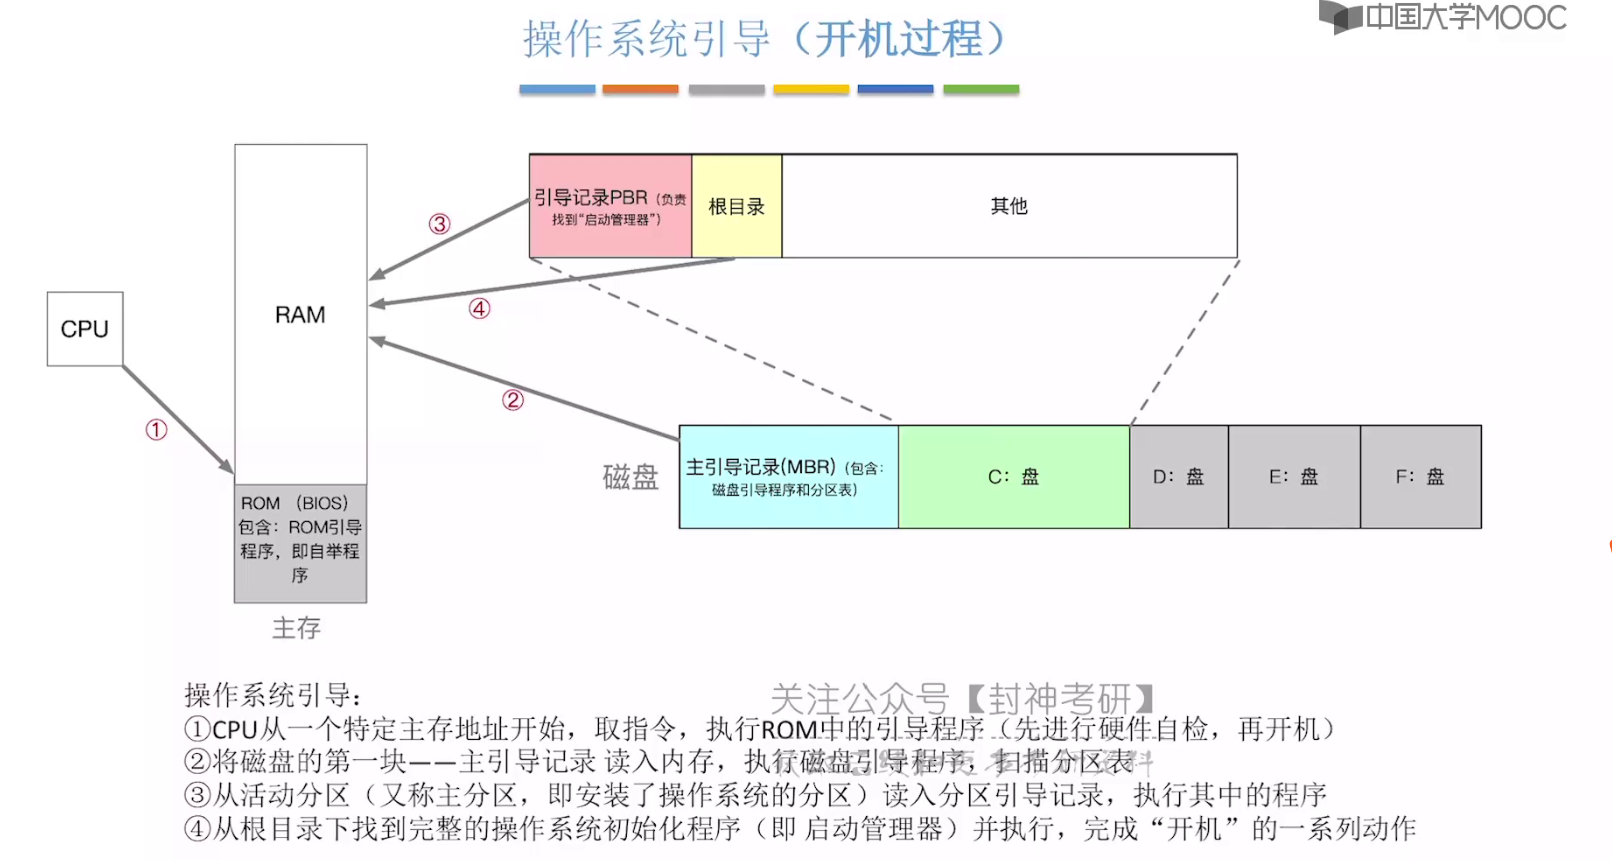 中国大学MOOC
操作系统引导（开机过程）
引导记录PBR（负责
找到“启动管理器”）
根目录
其他
③
④
RAM
CPU
②
①
磁盘
主引导记录(MBR)（包含：
磁盘引导程序和分区表）
C：盘
D：盘
E：盘
F：盘
ROM （BIOS）
包含：ROM引导
程序，即自举程
序
主存
关注公众号【封神考研】
操作系统引导：
①CPU从一个特定主存地址开始，取指令，执行ROM中的引导程序（先进行硬件自检，再开机）
②将磁盘的第一块——主引导记录 读入内存，执行磁盘引导程序，扫描分区表
③从活动分区（又称主分区，即安装了操作系统的分区）读入分区引导记录，执行其中的程序
④从根目录下找到完整的操作系统初始化程序（即 启动管理器）并执行，完成“开机”的一系列动作